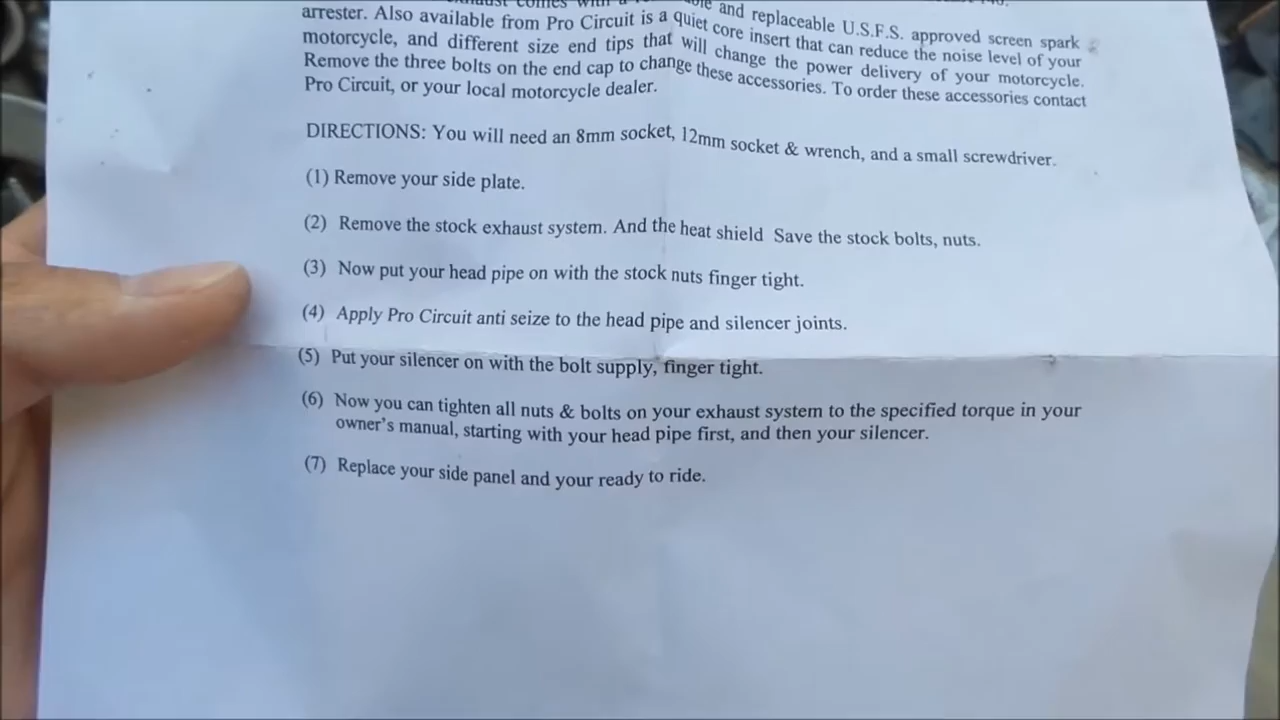 comes with a
and replaceable U.S.F.S. approved screen spark
arrester. Also available from Pro Circuit is a quiet core insert that can reduce the noise level of your
motorcycle, and different size end tips that will change the power delivery of your motorcycle.
Remove the three bolts on the end cap to change these accessories. To order these accessories contact
Pro Circuit, or your local motorcycle dealer.
DIRECTIONS: You will need an 8mm socket, 12mm socket & wrench, and a small screwdriver.
(1) Remove your side plate.
(2) Remove the stock exhaust system. And the heat shield Save the stock bolts, nuts.
(3) Now put your head pipe on with the stock nuts finger tight.
(4) Apply Pro Circuit anti seize to the head pipe and silencer joints.
(5) Put your silencer on with the bolt supply, finger tight.
(6) Now you can tighten all nuts & bolts on your exhaust system to the specified torque in your
owner's manual, starting with your head pipe first, and then your silencer.
(7) Replace your side panel and your ready to ride.